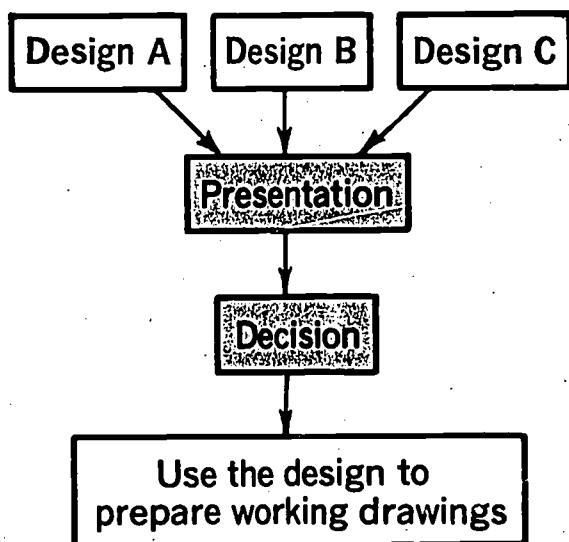 Design A
Design B
Design C
Presentation
Decision
Use the design to
prepare working drawings